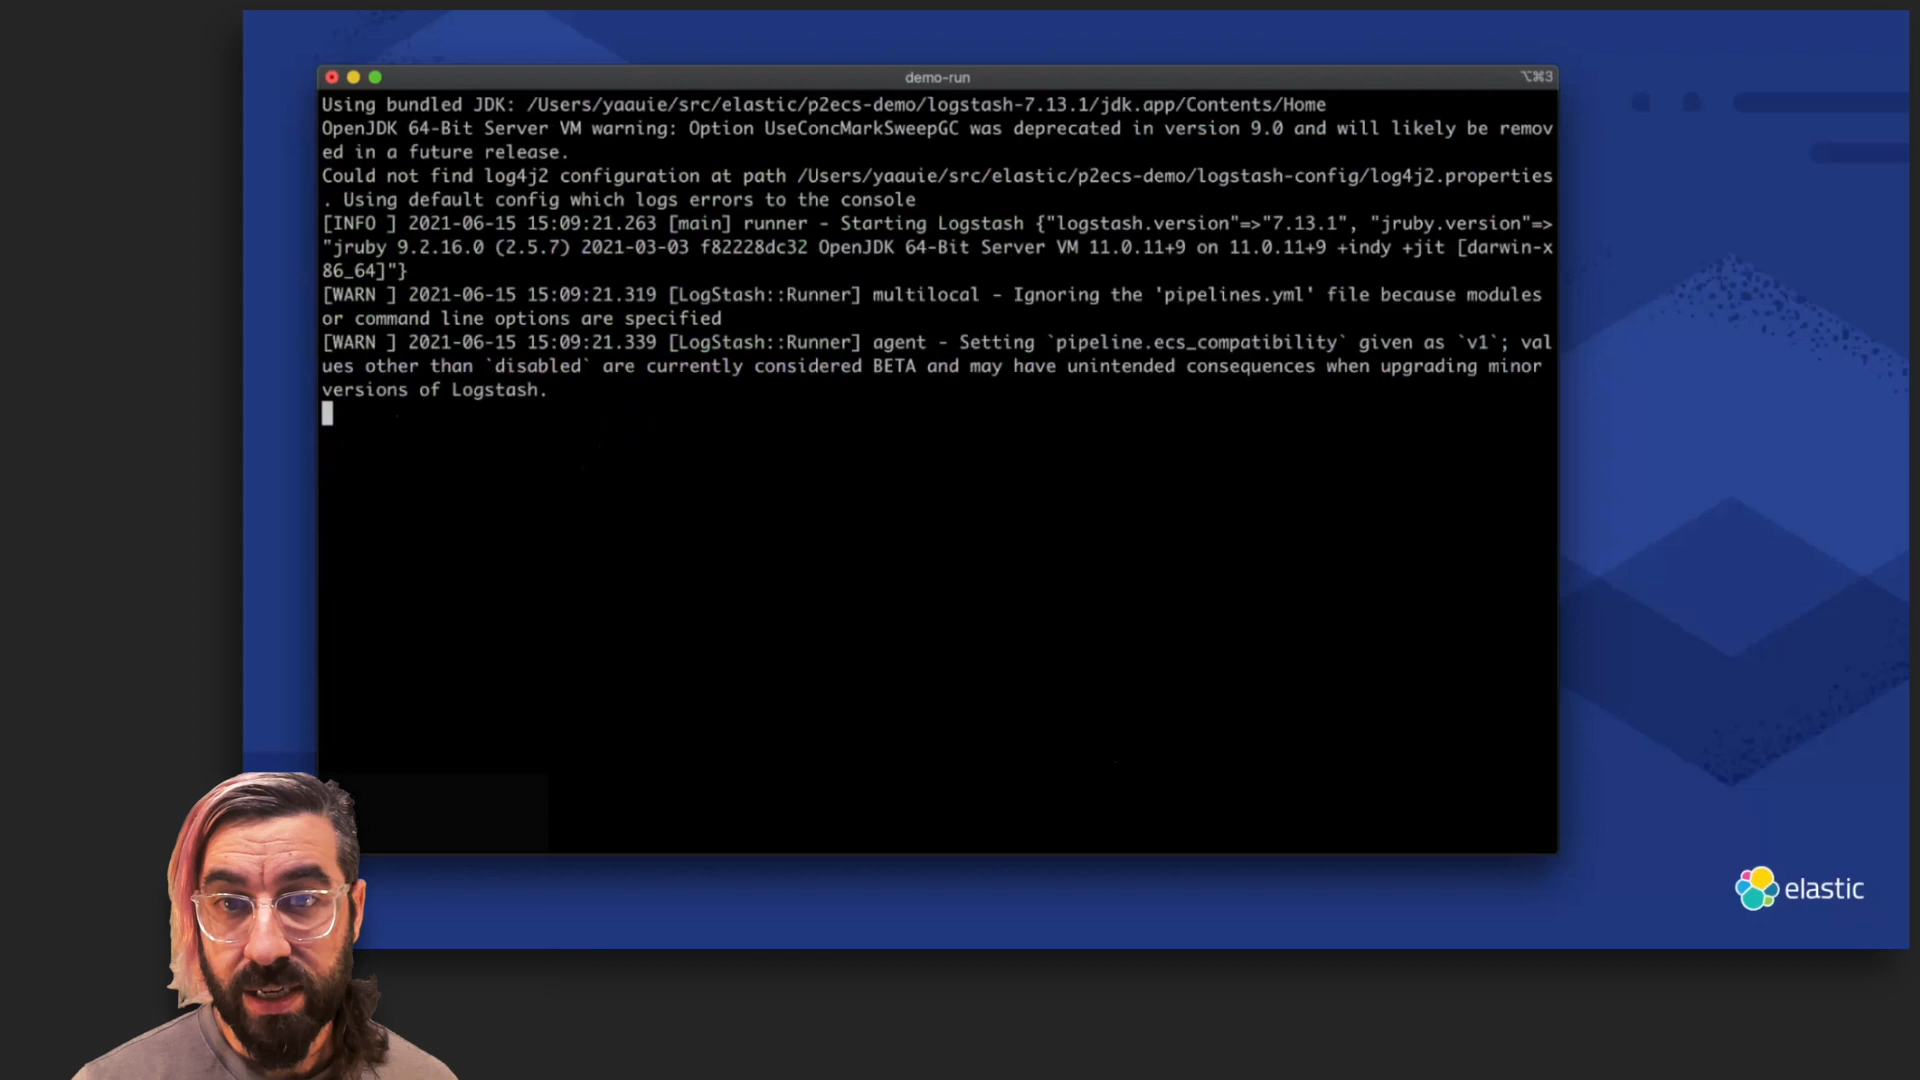 demo-run
⌥⌘3
Using bundled JDK: /Users/yaauie/src/elastic/p2ecs-demo/logstash-7.13.1/jdk.app/Contents/Home
OpenJDK 64-Bit Server VM warning: Option UseConcMarkSweepGC was deprecated in version 9.0 and will likely be remov
ed in a future release.
Could not find log4j2 configuration at path /Users/yaauie/src/elastic/p2ecs-demo/logstash-config/log4j2.properties
. Using default config which logs errors to the console
[INFO ] 2021-06-15 15:09:21.263 [main] runner - Starting Logstash {"logstash.version"=>"7.13.1", "jruby.version"=>
"jruby 9.2.16.0 (2.5.7) 2021-03-03 f82228dc32 OpenJDK 64-Bit Server VM 11.0.11+9 on 11.0.11+9 +indy +jit [darwin-x
86_64]"}
[WARN ] 2021-06-15 15:09:21.319 [LogStash::Runner] multilocal - Ignoring the 'pipelines.yml' file because modules
or command line options are specified
[WARN ] 2021-06-15 15:09:21.339 [LogStash::Runner] agent - Setting `pipeline.ecs_compatibility` given as `v1`; val
ues other than `disabled` are currently considered BETA and may have unintended consequences when upgrading minor
versions of Logstash.
elastic